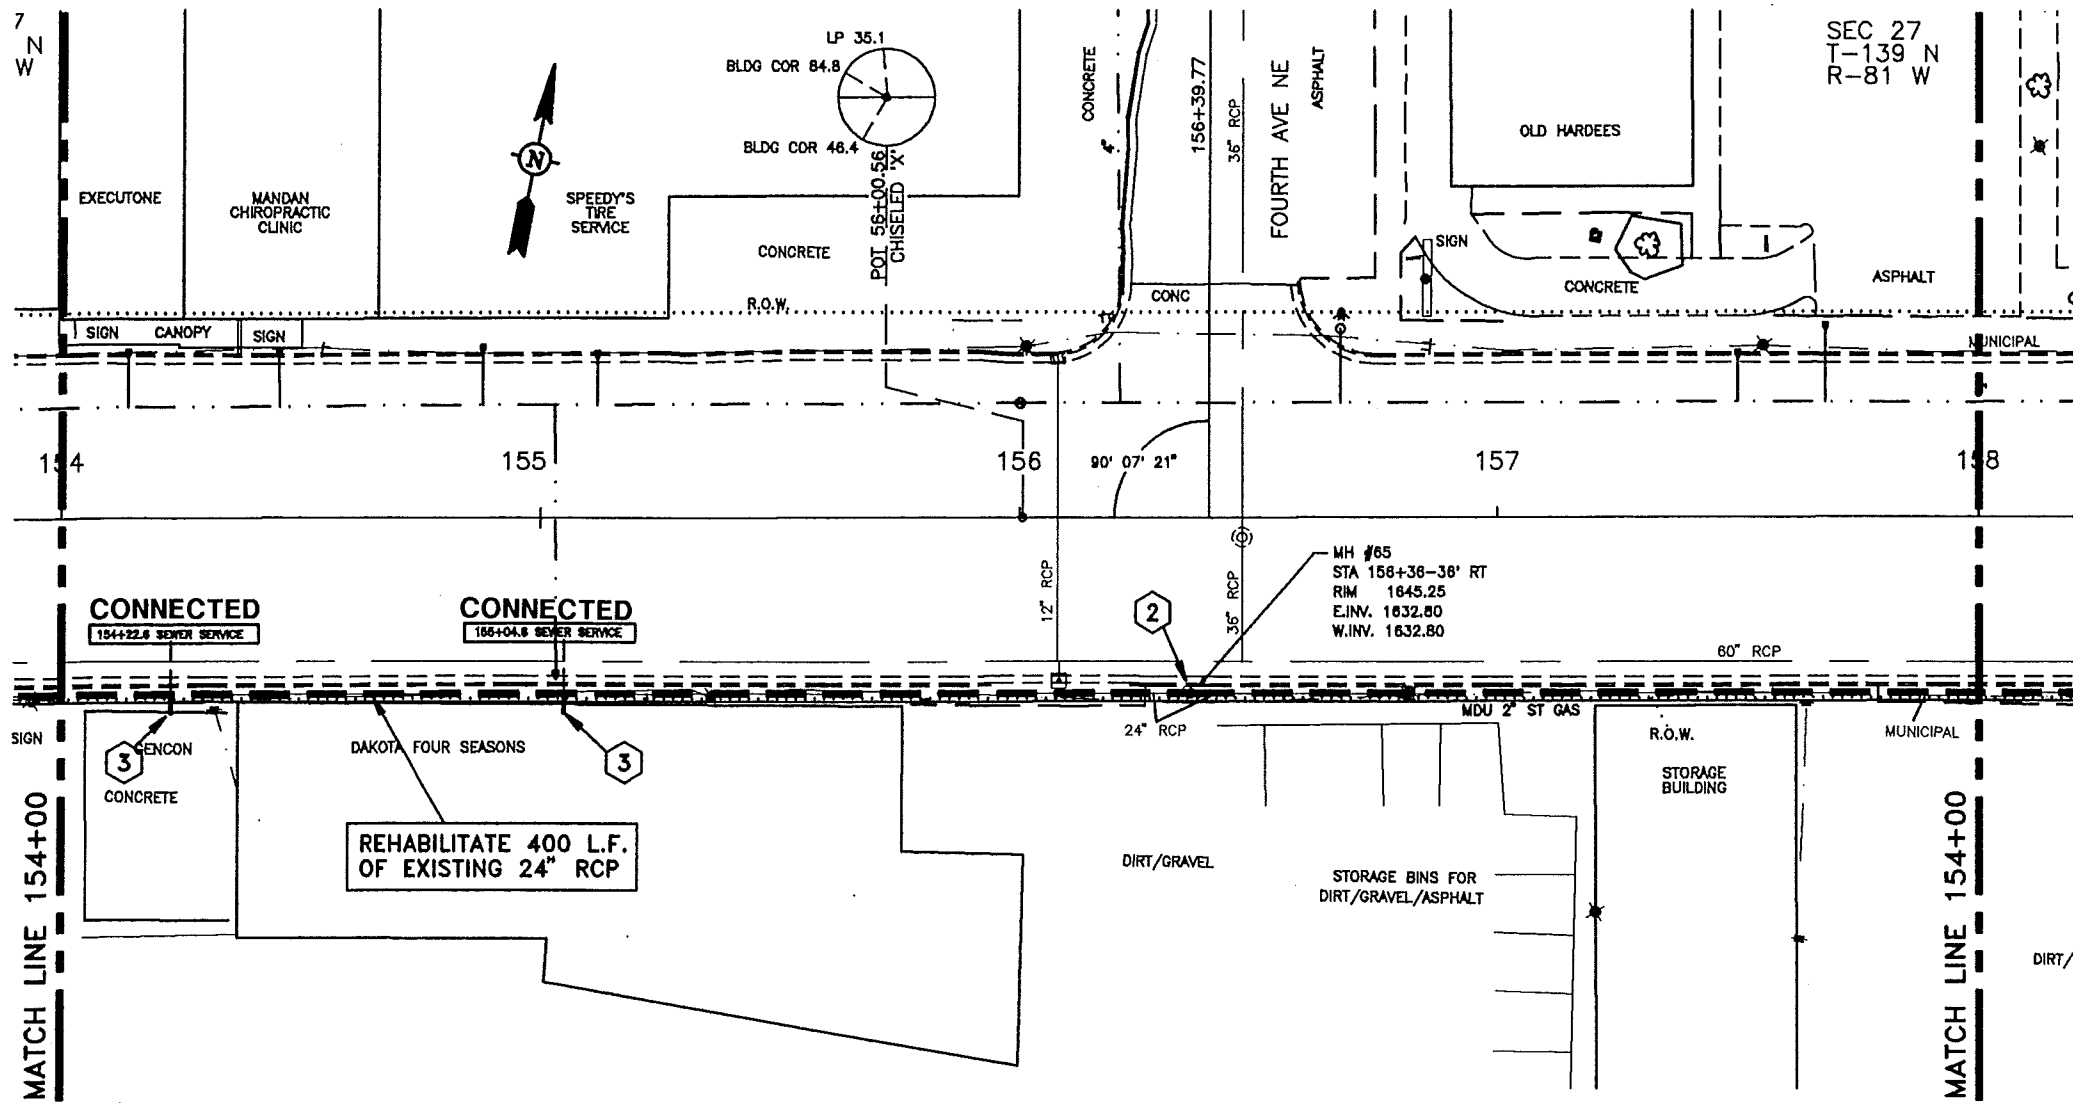 7
N
W
SEC 27
T-139 N
R-81 W
LP 35.1
BLDG COR 84.8
BLDG COR 46.4
POT 56+00.56
CHISELED 'X'
CONCRETE
4"
156+39.77
36" RCP
FOURTH AVE NE
ASPHALT
OLD HARDEES
EXECUTONE
MANDAN
CHIROPRACTIC
CLINIC
N
SPEEDY'S
TIRE
SERVICE
CONCRETE
SIGN
CONCRETE
ASPHALT
R.O.W.
CONC
SIGN
CANOPY
SIGN
MUNICIPAL
154
155
156
90° 07' 21"
157
158
12" RCP
36" RCP
MH #65
STA 156+36-36' RT
RIM 1645.25
E.INV. 1632.80
W.INV. 1632.80
CONNECTED
154+22.6 SEWER SERVICE
CONNECTED
155+04.6 SEWER SERVICE
2
60" RCP
MDU 2" ST GAS
24" RCP
SIGN
3
GENCON
DAKOTA FOUR SEASONS
3
R.O.W.
MUNICIPAL
CONCRETE
STORAGE
BUILDING
REHABILITATE 400 L.F.
OF EXISTING 24" RCP
DIRT/GRAVEL
STORAGE BINS FOR
DIRT/GRAVEL/ASPHALT
DIRT/
MATCH LINE 154+00
MATCH LINE 154+00